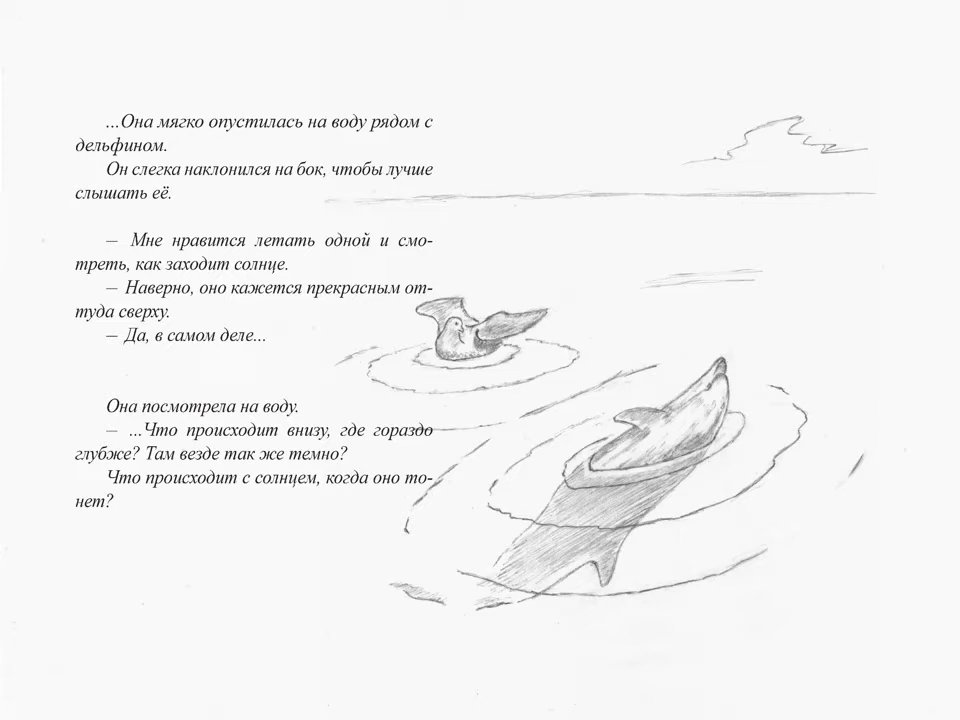 ...Она мягко опустилась на воду рядом с
дельфином.
Он слегка наклонился на бок, чтобы лучше
слышать её.
– Мне нравится летать одной и смо-
треть, как заходит солнце.
– Наверно, оно кажется прекрасным от-
туда сверху.
– Да, в самом деле...
Она посмотрела на воду.
– ...Что происходит внизу, где гораздо
глубже? Там везде так же темно?
Что происходит с солнцем, когда оно то-
нет?